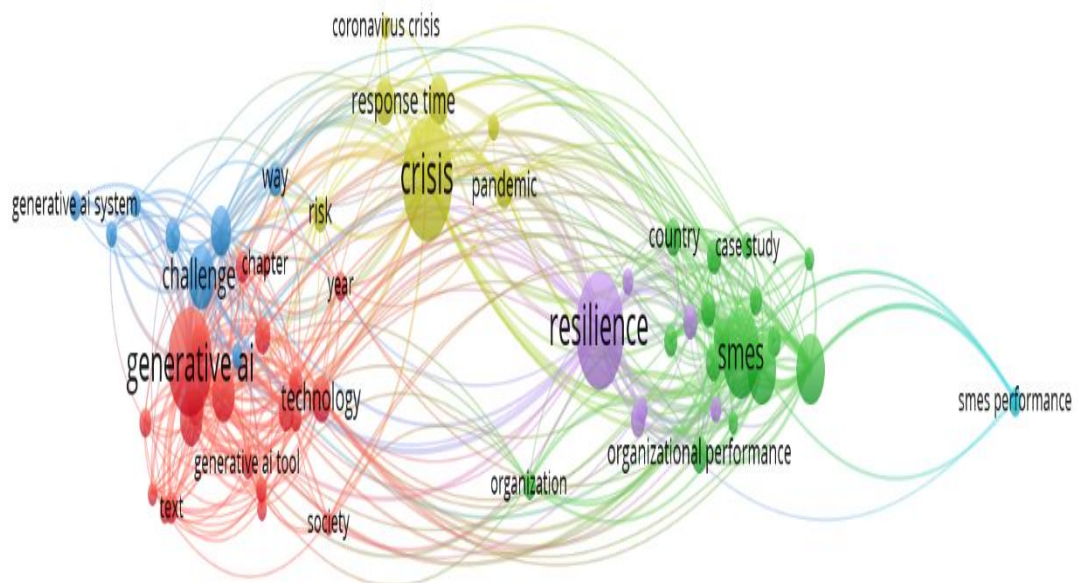 coronavirus crisis
response time
crisis
pandemic
way
risk
generative ai system
challenge
chapter
year
country
case study
resilience
smes
generative ai
technology
smes performance
generative ai tool
organizational performance
organization
text
society